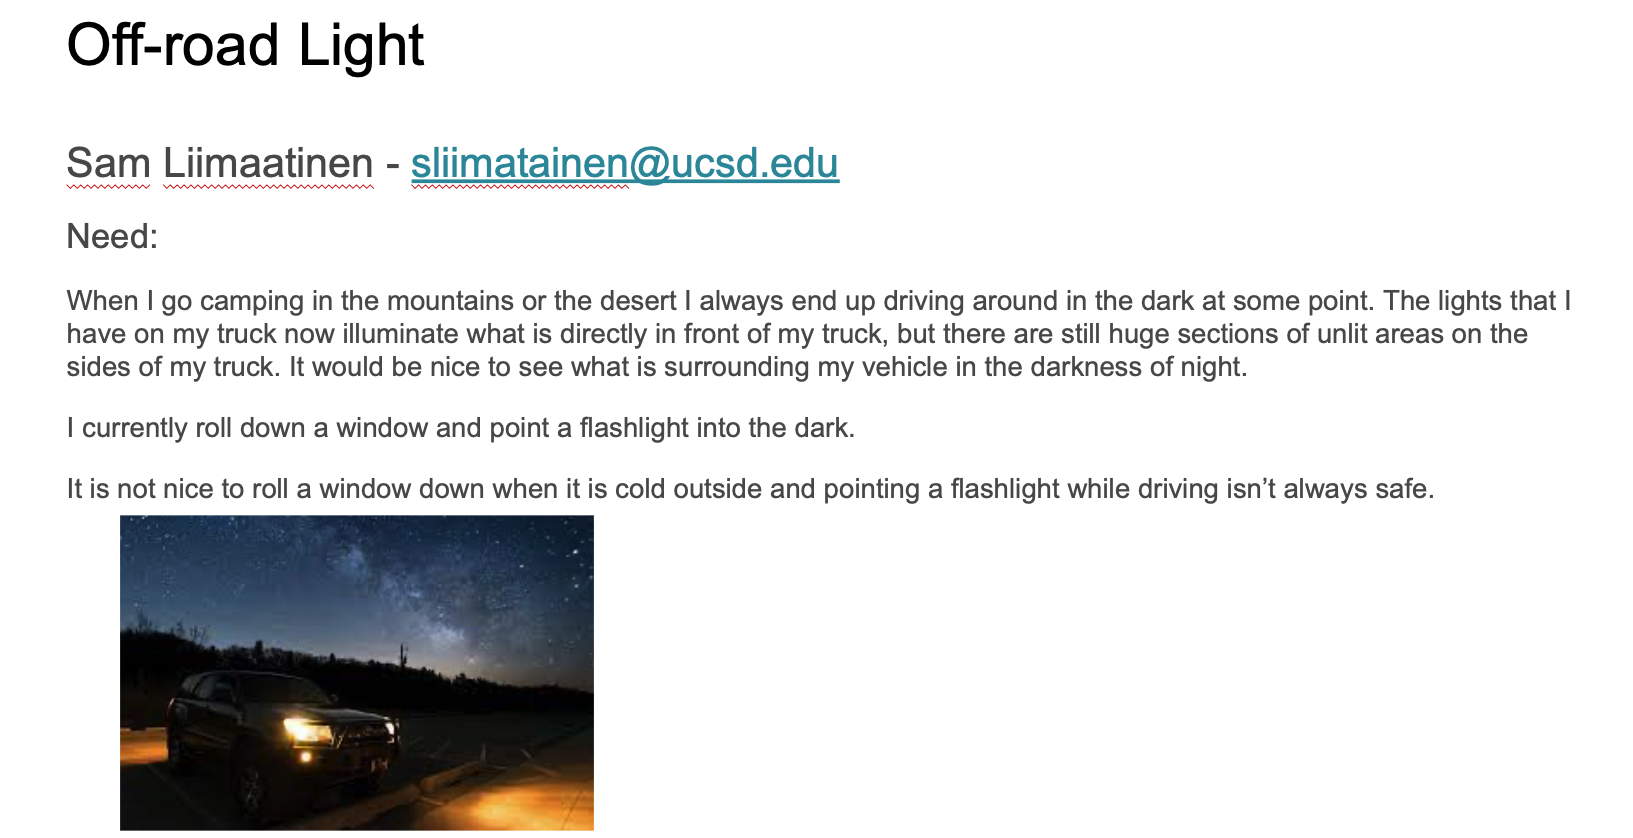 Off-road Light
Sam Liimaatinen - sliimatainen@ucsd.edu
Need:
When I go camping in the mountains or the desert I always end up driving around in the dark at some point. The lights that I
have on my truck now illuminate what is directly in front of my truck, but there are still huge sections of unlit areas on the
sides of my truck. It would be nice to see what is surrounding my vehicle in the darkness of night.
I currently roll down a window and point a flashlight into the dark.
It is not nice to roll a window down when it is cold outside and pointing a flashlight while driving isn’t always safe.